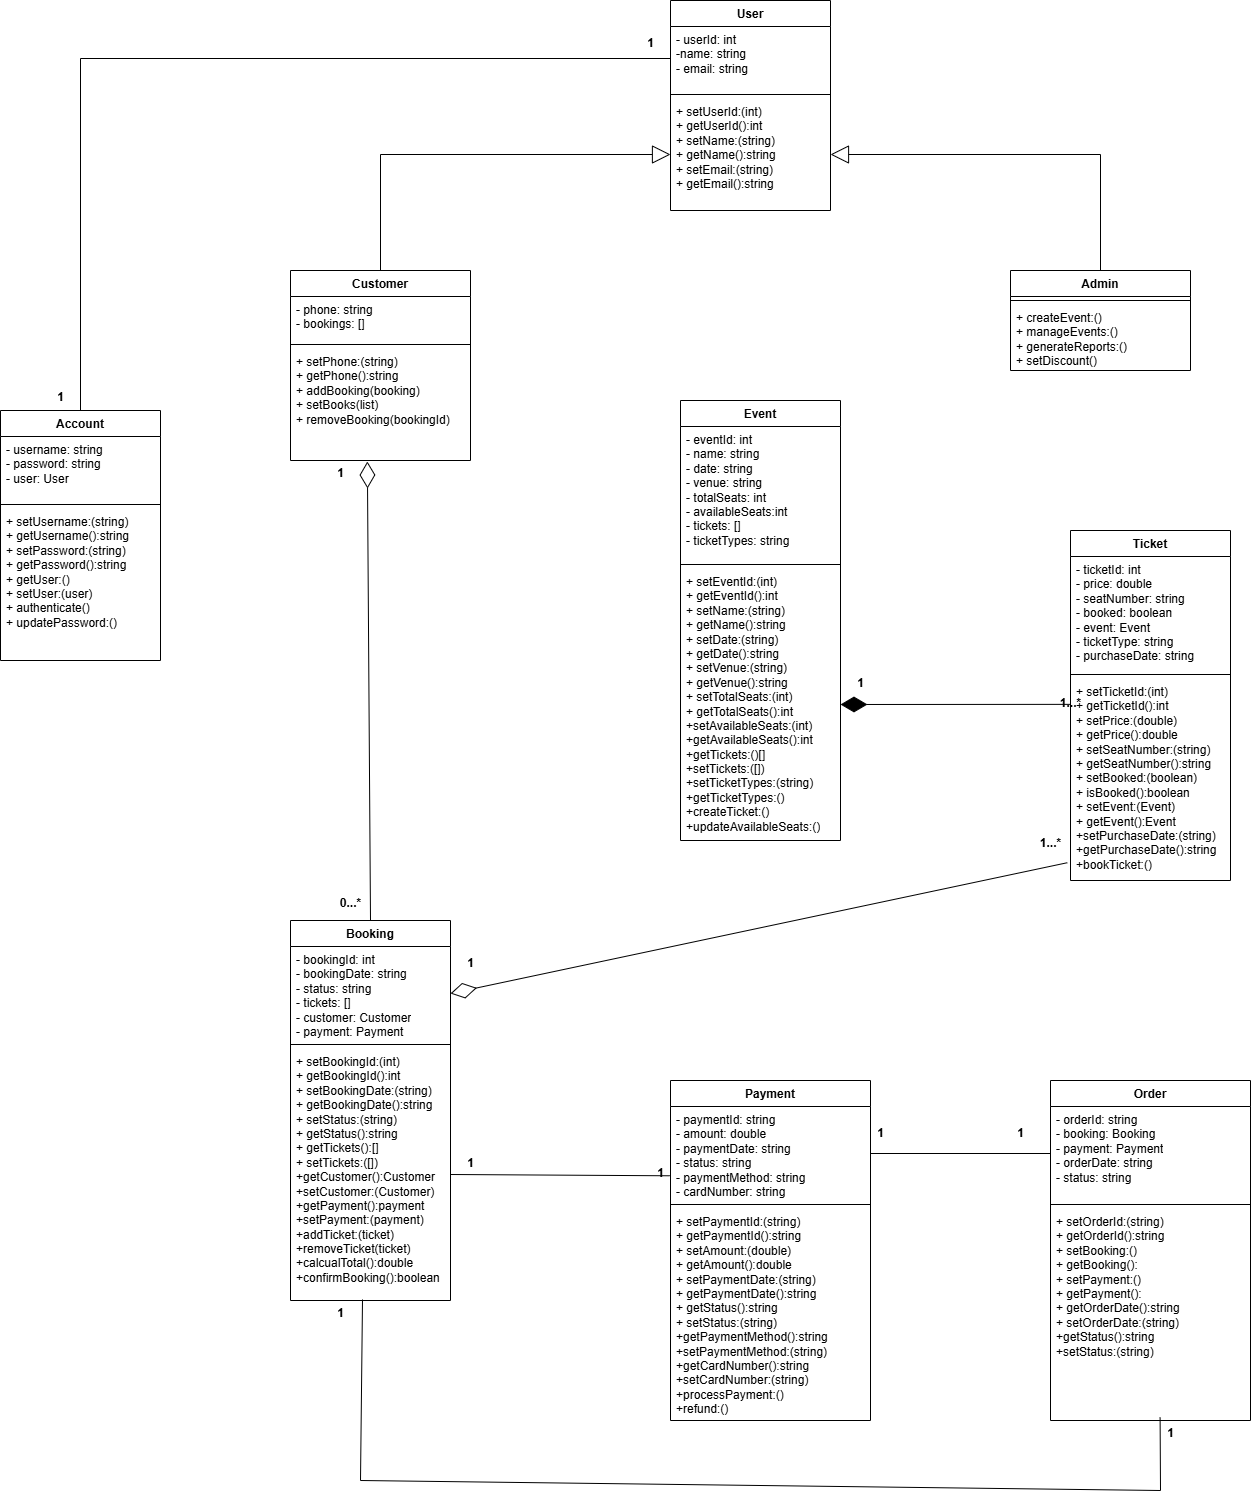 User
- userId: int
-name: string
- email: string
+ setUserId:(int)
+ getUserId():int
+ setName:(string)
+ getName():string
+ setEmail:(string)
+ getEmail():string
1
1
Customer
- phone: string
- bookings: []
+ setPhone:(string)
+ getPhone():string
+ addBooking(booking)
+ setBooks(list)
+ removeBooking(bookingId)
1
0...*
Admin
+ createEvent:()
+ manageEvents:()
+ generateReports:()
+ setDiscount()
Account
- username: string
- password: string
- user: User
+ setUsername:(string)
+ getUsername():string
+ setPassword:(string)
+ getPassword():string
+ getUser:()
+ setUser:(user)
+ authenticate()
+ updatePassword:()
Event
- eventId: int
- name: string
- date: string
- venue: string
- totalSeats: int
- availableSeats:int
- tickets: []
- ticketTypes: string
+ setEventId:(int)
+ getEventId():int
+ setName:(string)
+ getName():string
+ setDate:(string)
+ getDate():string
+ setVenue:(string)
+ getVenue():string
+ setTotalSeats:(int)
+ getTotalSeats():int
+setAvailableSeats:(int)
+getAvailableSeats():int
+getTickets:()[]
+setTickets:([])
+setTicketTypes:(string)
+getTicketTypes:()
+createTicket:()
+updateAvailableSeats:()
1
1...*
Ticket
- ticketId: int
- price: double
- seatNumber: string
- booked: boolean
- event: Event
- ticketType: string
- purchaseDate: string
+ setTicketId:(int)
+ getTicketId():int
+ setPrice:(double)
+ getPrice():double
+ setSeatNumber:(string)
+ getSeatNumber():string
+ setBooked:(boolean)
+ isBooked():boolean
+ setEvent:(Event)
+ getEvent():Event
+setPurchaseDate:(string)
+getPurchaseDate():string
+bookTicket:()
1...*
1
Booking
- bookingId: int
- bookingDate: string
- status: string
- tickets: []
- customer: Customer
- payment: Payment
+ setBookingId:(int)
+ getBookingId():int
+ setBookingDate:(string)
+ getBookingDate():string
+ setStatus:(string)
+ getStatus():string
+ getTickets():[]
+ setTickets:([])
+getCustomer():Customer
+setCustomer:(Customer)
+getPayment():payment
+setPayment:(payment)
+addTicket:(ticket)
+removeTicket(ticket)
+calcualTotal():double
+confirmBooking():boolean
1
1
1
Payment
- paymentId: string
- amount: double
- paymentDate: string
- status: string
- paymentMethod: string
- cardNumber: string
+ setPaymentId:(string)
+ getPaymentId():string
+ setAmount:(double)
+ getAmount():double
+ setPaymentDate:(string)
+ getPaymentDate():string
+ getStatus():string
+ setStatus:(string)
+getPaymentMethod():string
+setPaymentMethod:(string)
+getCardNumber():string
+setCardNumber:(string)
+processPayment:()
+refund:()
1
1
Order
- orderId: string
- booking: Booking
- payment: Payment
- orderDate: string
- status: string
+ setOrderId:(string)
+ getOrderId():string
+ setBooking:()
+ getBooking():
+ setPayment:()
+ getPayment():
+ getOrderDate():string
+ setOrderDate:(string)
+getStatus():string
+setStatus:(string)
1